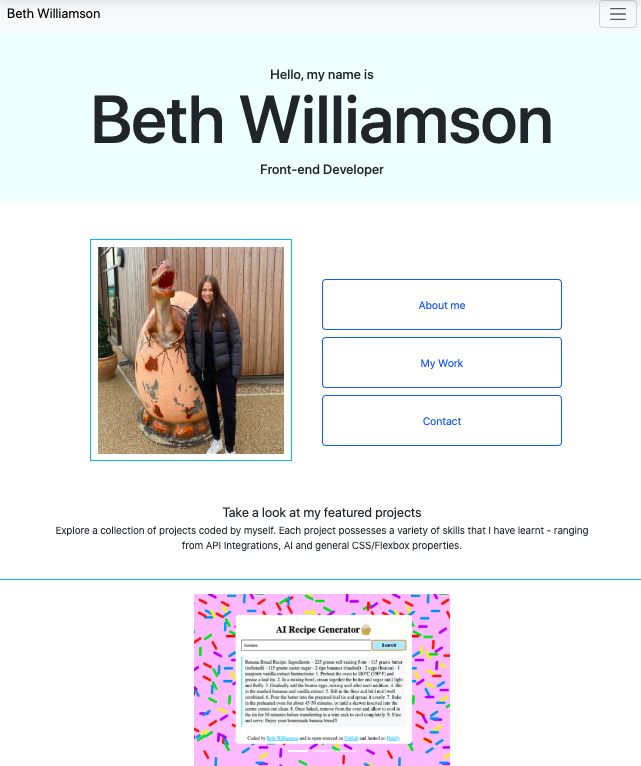 Beth Williamson
Hello, my name is
Beth Williamson
Front-end Developer
About me
My Work
Contact
Take a look at my featured projects
Explore a collection of projects coded by myself. Each project possesses a variety of skills that I have learnt - ranging
from API Integrations, AI and general CSS/Flexbox properties.
AI Recipe Generator
banana
Search
Banana Bread Recipe: Ingredients: - 225 grams self-raising flour - 115 grams butter
(softened) - 115 grams caster sugar - 2 ripe bananas (mashed) - 2 eggs (beaten) - 1
teaspoon vanilla extract Instructions: 1. Preheat the oven to 180°C (350°F) and
grease a loaf tin. 2. In a mixing bowl, cream together the butter and sugar until light
and fluffy. 3. Gradually add the beaten eggs, mixing well after each addition. 4. Stir
in the mashed bananas and vanilla extract. 5. Sift in the flour and fold until well
combined. 6. Pour the batter into the prepared loaf tin and spread it evenly. 7. Bake
in the preheated oven for about 45-50 minutes, or until a skewer inserted into the
centre comes out clean. 8. Once baked, remove from the oven and allow to cool in
the tin for 10 minutes before transferring to a wire rack to cool completely. 9. Slice
and serve. Enjoy your homemade banana bread!
Coded by Beth Williamson and is open sourced on GitHub and hosted on Netlify